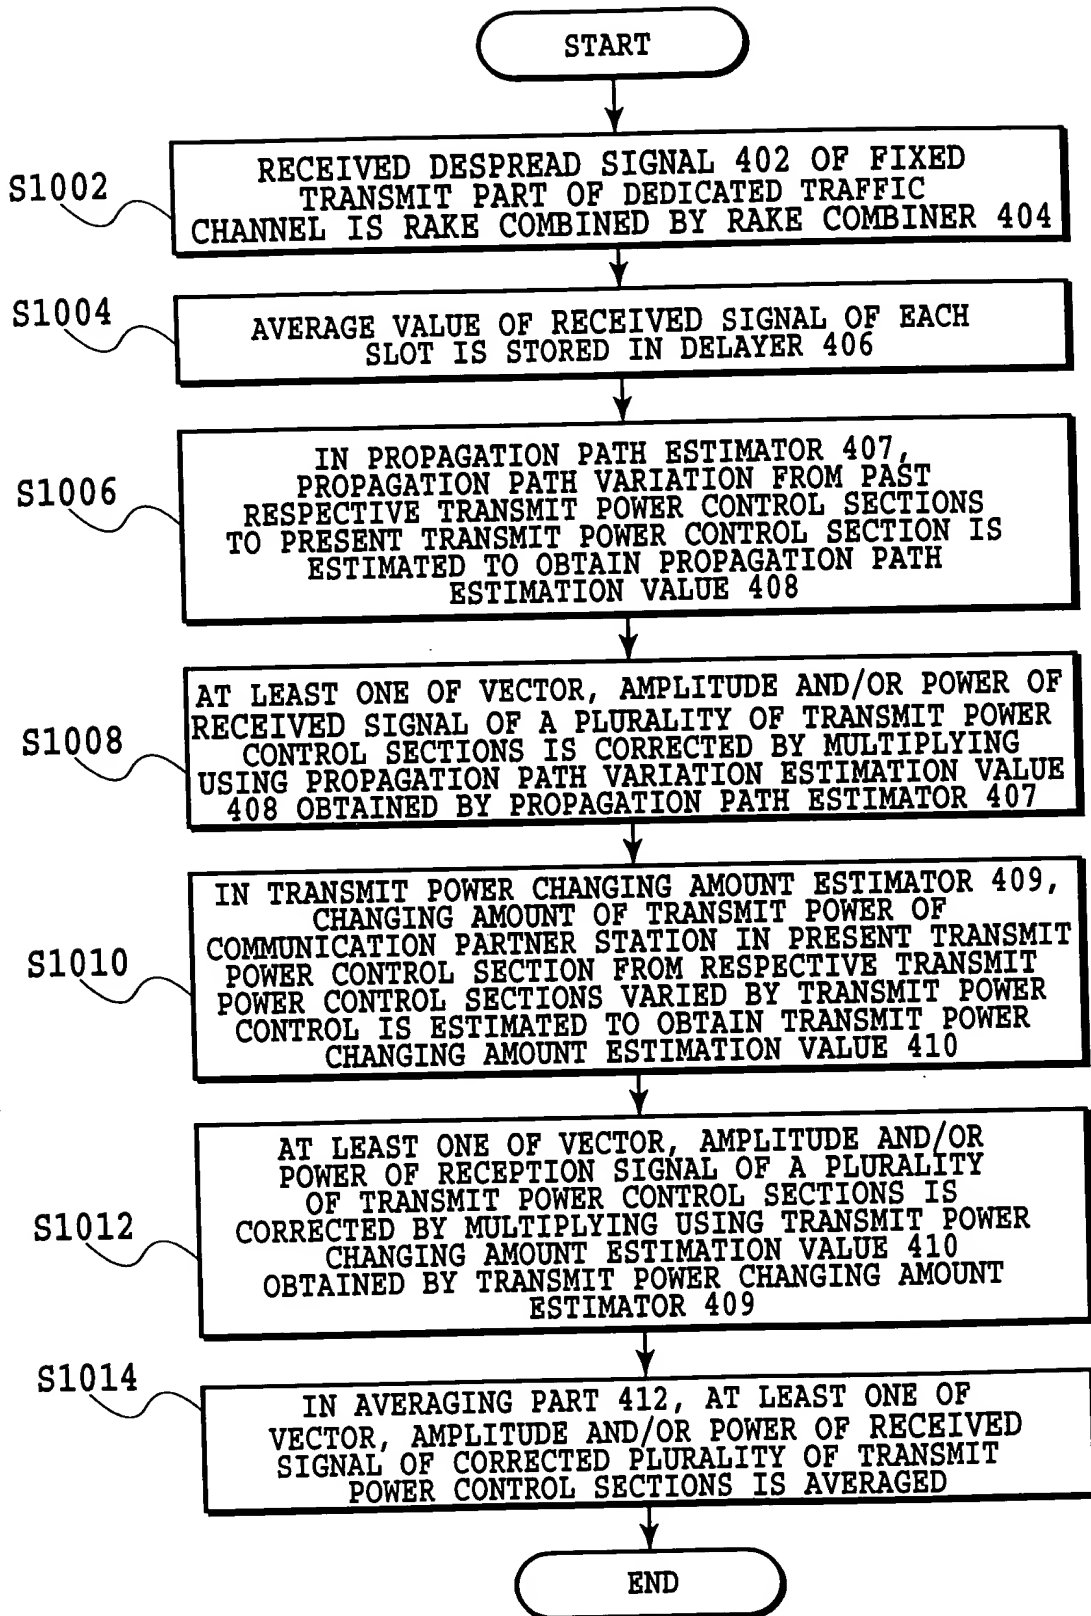 START
S1002
RECEIVED DESPREAD SIGNAL 402 OF FIXED
TRANSMIT PART OF DEDICATED TRAFFIC
CHANNEL IS RAKE COMBINED BY RAKE COMBINER 404
S1004
AVERAGE VALUE OF RECEIVED SIGNAL OF EACH
SLOT IS STORED IN DELAYER 406
S1006
IN PROPAGATION PATH ESTIMATOR 407,
PROPAGATION PATH VARIATION FROM PAST
RESPECTIVE TRANSMIT POWER CONTROL SECTIONS
TO PRESENT TRANSMIT POWER CONTROL SECTION IS
ESTIMATED TO OBTAIN PROPAGATION PATH
ESTIMATION VALUE 408
S1008
AT LEAST ONE OF VECTOR, AMPLITUDE AND/OR POWER OF
RECEIVED SIGNAL OF A PLURALITY OF TRANSMIT POWER
CONTROL SECTIONS IS CORRECTED BY MULTIPLYING
USING PROPAGATION PATH VARIATION ESTIMATION VALUE
408 OBTAINED BY PROPAGATION PATH ESTIMATOR 407
S1010
IN TRANSMIT POWER CHANGING AMOUNT ESTIMATOR 409,
CHANGING AMOUNT OF TRANSMIT POWER OF
COMMUNICATION PARTNER STATION IN PRESENT TRANSMIT
POWER CONTROL SECTION FROM RESPECTIVE TRANSMIT
POWER CONTROL SECTIONS VARIED BY TRANSMIT POWER
CONTROL IS ESTIMATED TO OBTAIN TRANSMIT POWER
CHANGING AMOUNT ESTIMATION VALUE 410
S1012
AT LEAST ONE OF VECTOR, AMPLITUDE AND/OR
POWER OF RECEPTION SIGNAL OF A PLURALITY
OF TRANSMIT POWER CONTROL SECTIONS IS
CORRECTED BY MULTIPLYING USING TRANSMIT POWER
CHANGING AMOUNT ESTIMATION VALUE 410
OBTAINED BY TRANSMIT POWER CHANGING AMOUNT
ESTIMATOR 409
S1014
IN AVERAGING PART 412, AT LEAST ONE OF
VECTOR, AMPLITUDE AND/OR POWER OF RECEIVED
SIGNAL OF CORRECTED PLURALITY OF TRANSMIT
POWER CONTROL SECTIONS IS AVERAGED
END